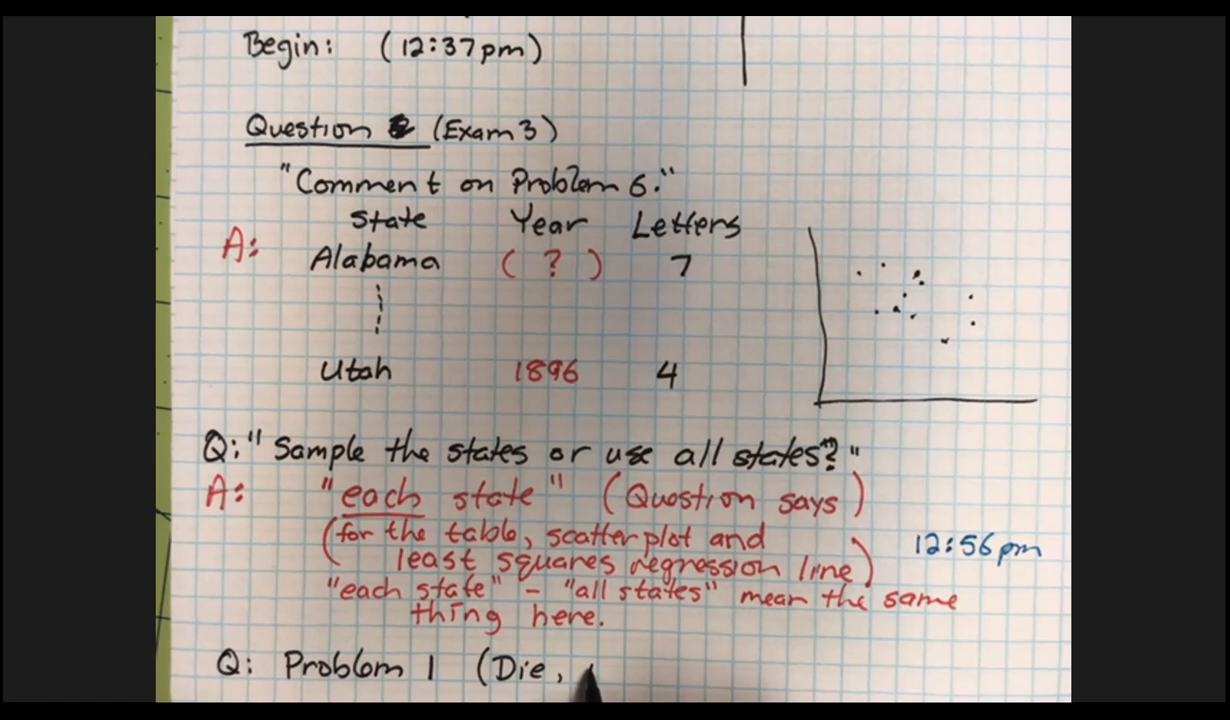 Begin: (12:37pm)
Question (Exam 3)
"Comment on Problem 6."
State Year Letters
A: Alabama ( ? ) 7
Utah 1896 4
Q: "Sample the states or use all states?"
A: "each state" (Question says)
(for the table, scatterplot and
least squares regression line)
12:56pm
"each state" - "all states" mean the same
thing here.
Q: Problem 1 (Die,